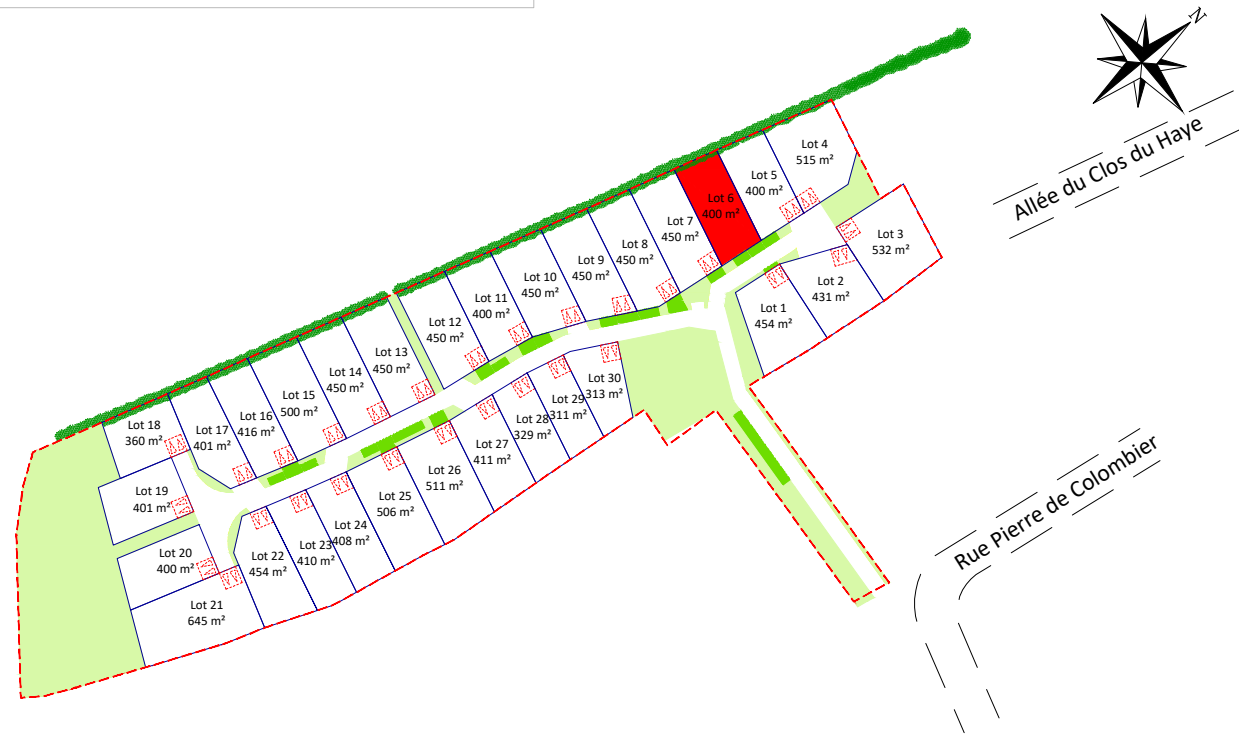 N
Allée du Clos du Haye
Lot 4
515 m²
Lot 5
400 m²
Lot 6
400 m²
Lot 3
532 m²
Lot 7
450 m²
Lot 8
450 m²
Lot 9
450 m²
Lot 10
450 m²
Lot 2
431 m²
Lot 1
454 m²
Lot 11
400 m²
Lot 12
450 m²
Lot 13
450 m²
Lot 14
450 m²
Lot 30
313 m²
Lot 15
500 m²
Lot 29
311 m²
Lot 16
416 m²
Lot 28
329 m²
Lot 18
360 m²
Lot 17
401 m²
Lot 27
411 m²
Lot 26
511 m²
Rue Pierre de Colombier
Lot 19
401 m²
Lot 25
506 m²
Lot 24
408 m²
Lot 23
410 m²
Lot 20
400 m²
Lot 22
454 m²
Lot 21
645 m²